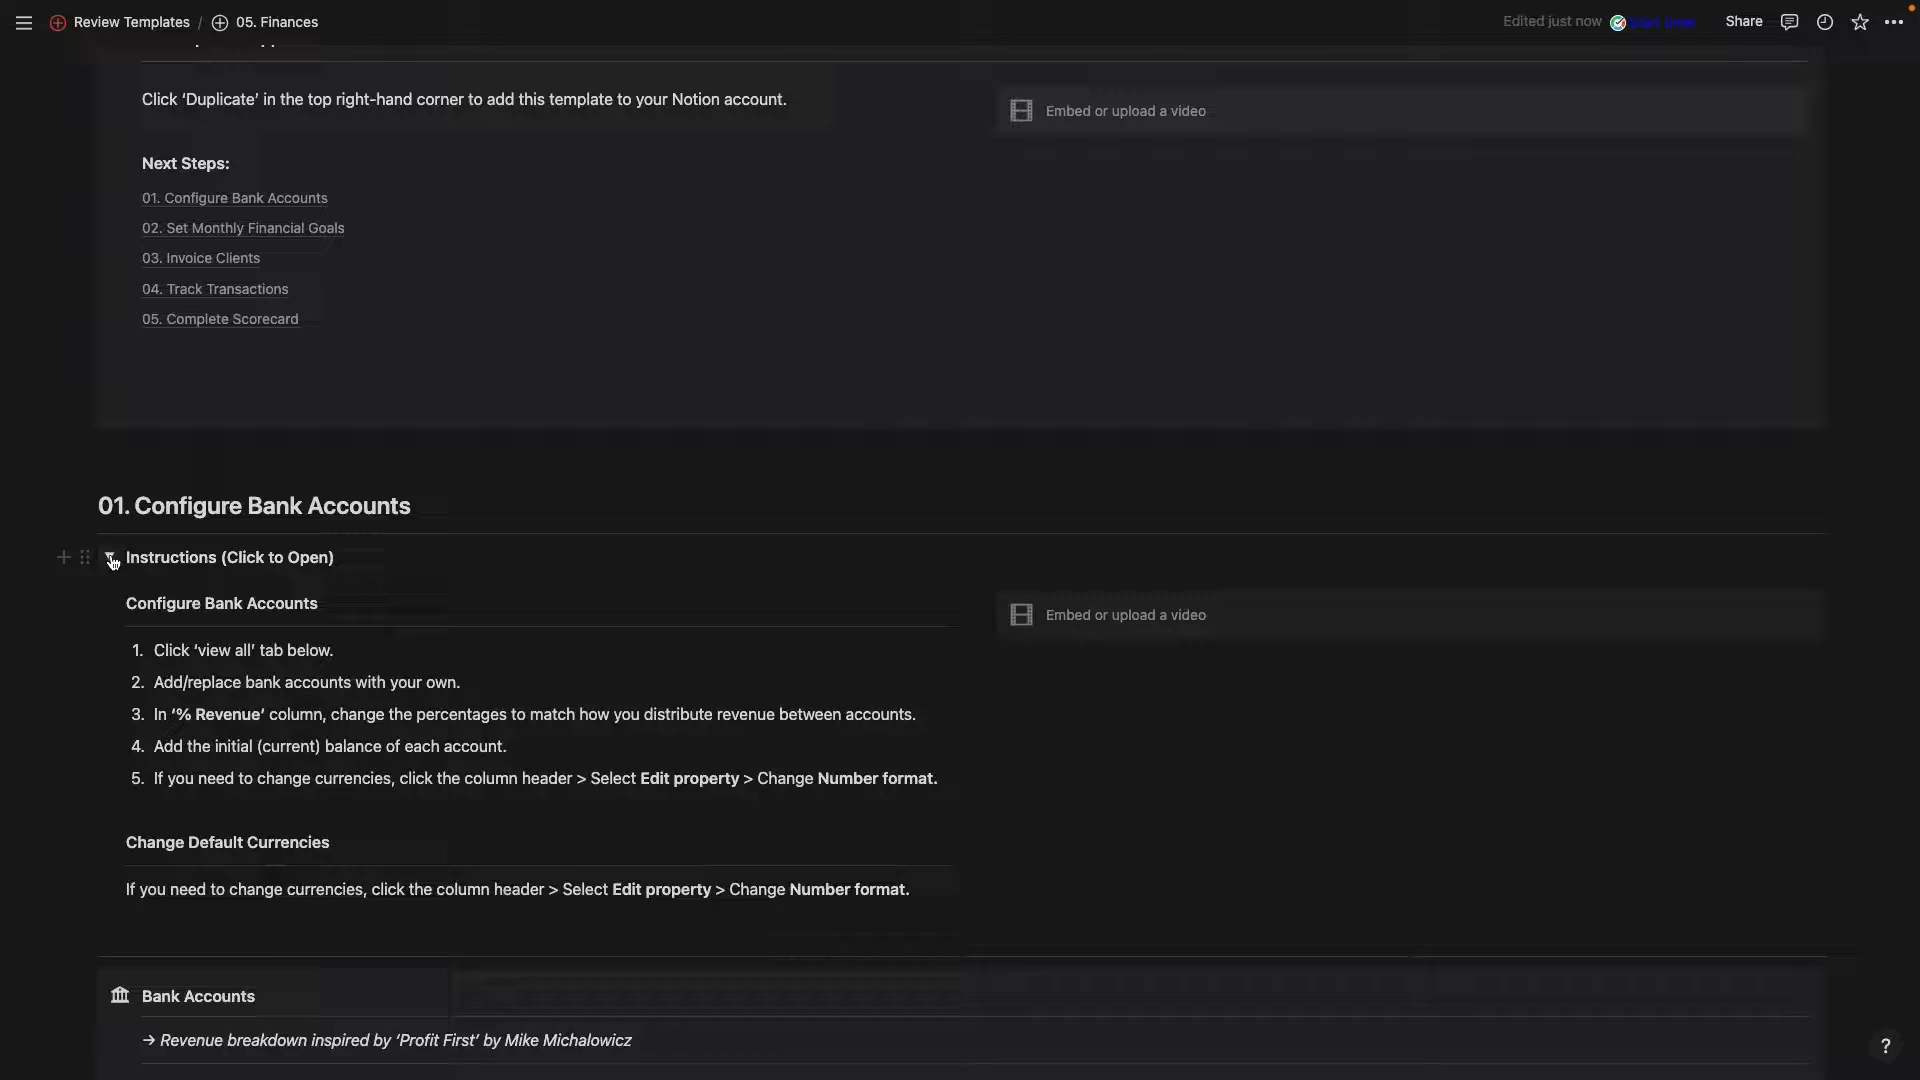 Review Templates / 05. Finances
Edited just now
Share
Click ‘Duplicate’ in the top right-hand corner to add this template to your Notion account.
Embed or upload a video
Next Steps:
01. Configure Bank Accounts
02. Set Monthly Financial Goals
03. Invoice Clients
04. Track Transactions
05. Complete Scorecard
01. Configure Bank Accounts
Instructions (Click to Open)
Configure Bank Accounts
Embed or upload a video
1. Click ‘view all’ tab below.
2. Add/replace bank accounts with your own.
3. In ‘% Revenue’ column, change the percentages to match how you distribute revenue between accounts.
4. Add the initial (current) balance of each account.
5. If you need to change currencies, click the column header > Select Edit property > Change Number format.
Change Default Currencies
If you need to change currencies, click the column header > Select Edit property > Change Number format.
Bank Accounts
→ Revenue breakdown inspired by ‘Profit First’ by Mike Michalowicz
?